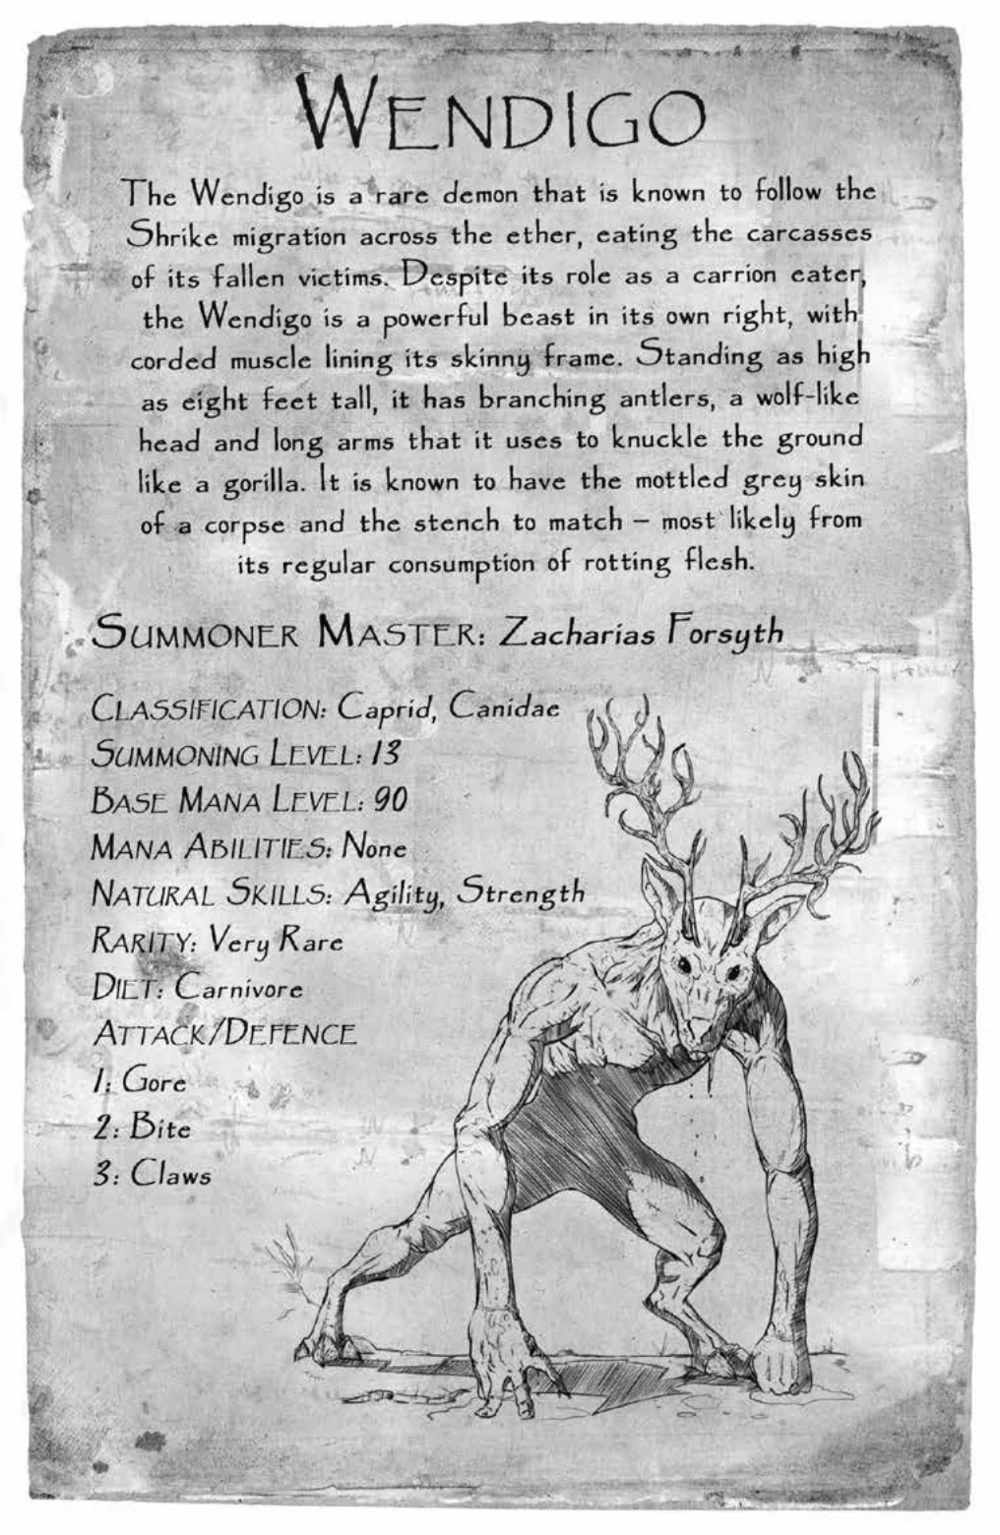 WENDIGO
The Wendigo is a rare demon that is known to follow the
Shrike migration across the ether, eating the carcasses
of its fallen victims. Despite its role as a carrion eater,
the Wendigo is a powerful beast in its own right, with
corded muscle lining its skinny frame. Standing as high
as eight feet tall, it has branching antlers, a wolf-like
head and long arms that it uses to knuckle the ground
like a gorilla. It is known to have the mottled grey skin
of a corpse and the stench to match – most likely from
its regular consumption of rotting flesh.
SUMMONER MASTER: Zacharias Forsyth
CLASSIFICATION: Caprid, Canidae
SUMMONING LEVEL: 13
BASE MANA LEVEL: 90
MANA ABILITIES: None
NATURAL SKILLS: Agility, Strength
RARITY: Very Rare
DIET: Carnivore
ATTACK/DEFENCE
1: Gore
2: Bite
3: Claws